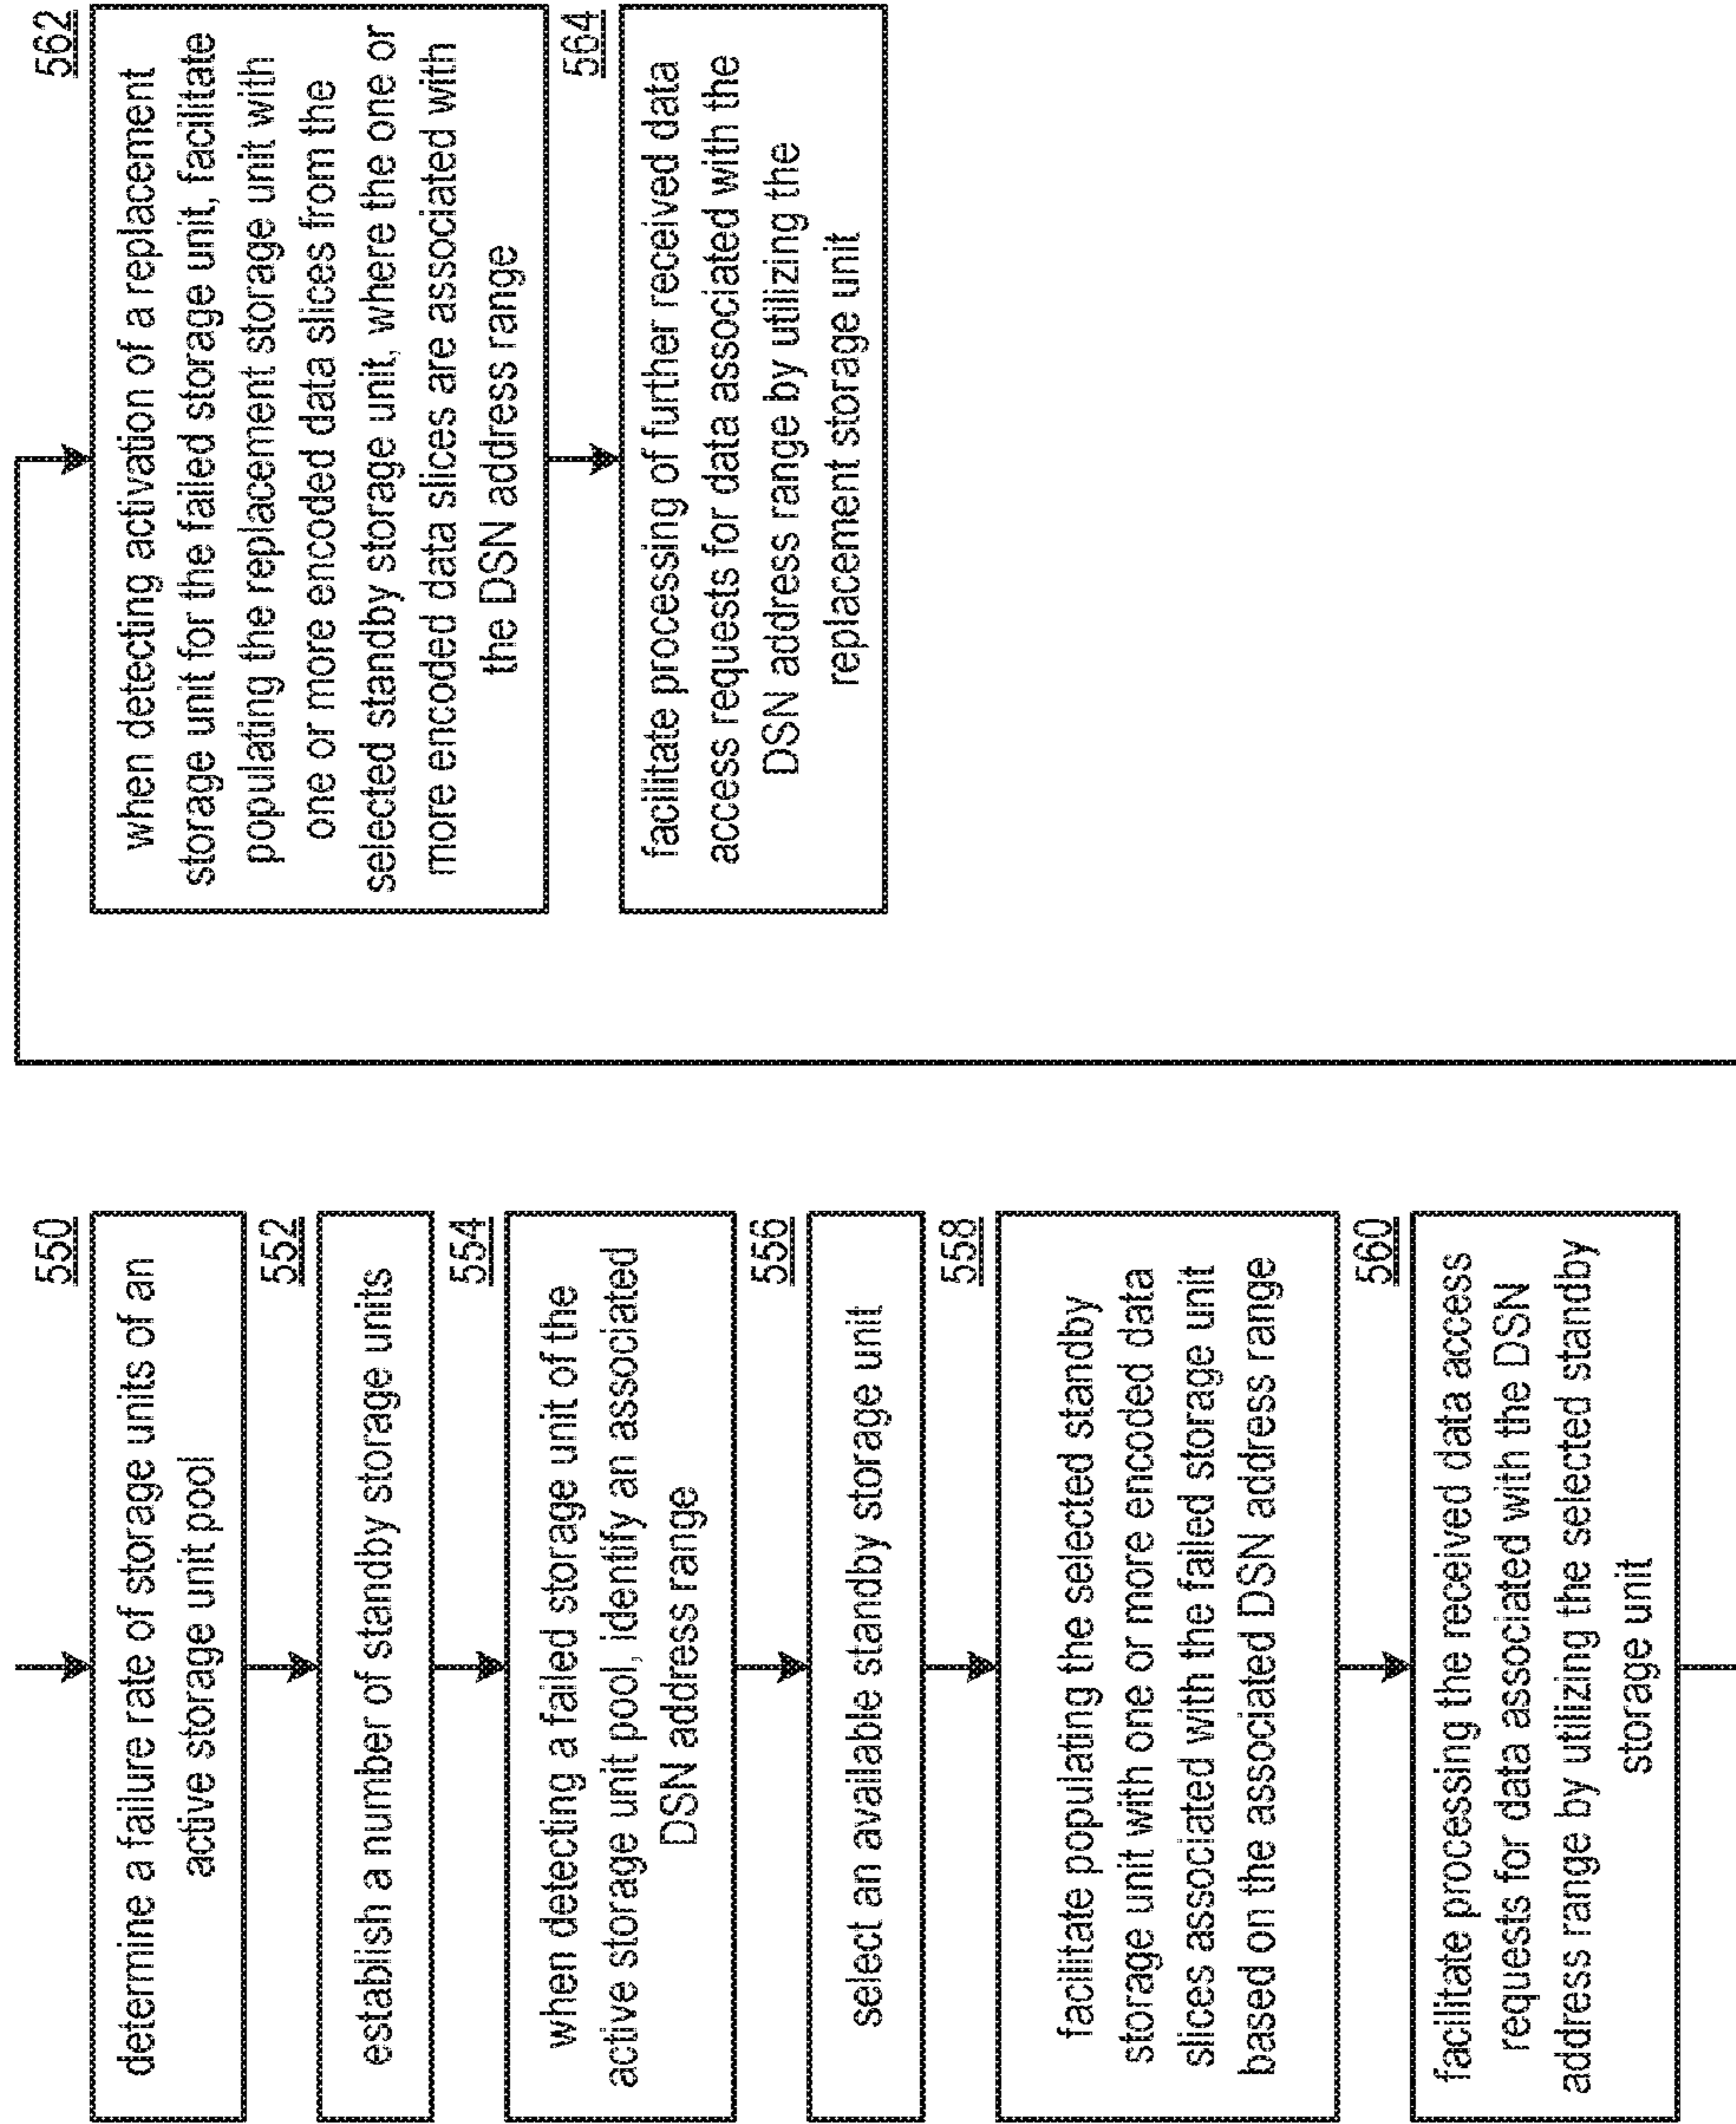 550
determine a failure rate of storage units of an
active storage unit pool
552
establish a number of standby storage units
554
when detecting a failed storage unit of the
active storage unit pool, identify an associated
DSN address range
556
select an available standby storage unit
558
facilitate populating the selected standby
storage unit with one or more encoded data
slices associated with the failed storage unit
based on the associated DSN address range
560
facilitate processing the received data access
requests for data associated with the DSN
address range by utilizing the selected standby
storage unit
562
when detecting activation of a replacement
storage unit for the failed storage unit, facilitate
populating the replacement storage unit with
one or more encoded data slices from the
selected standby storage unit, where the one or
more encoded data slices are associated with
the DSN address range
564
facilitate processing of further received data
access requests for data associated with the
DSN address range by utilizing the
replacement storage unit